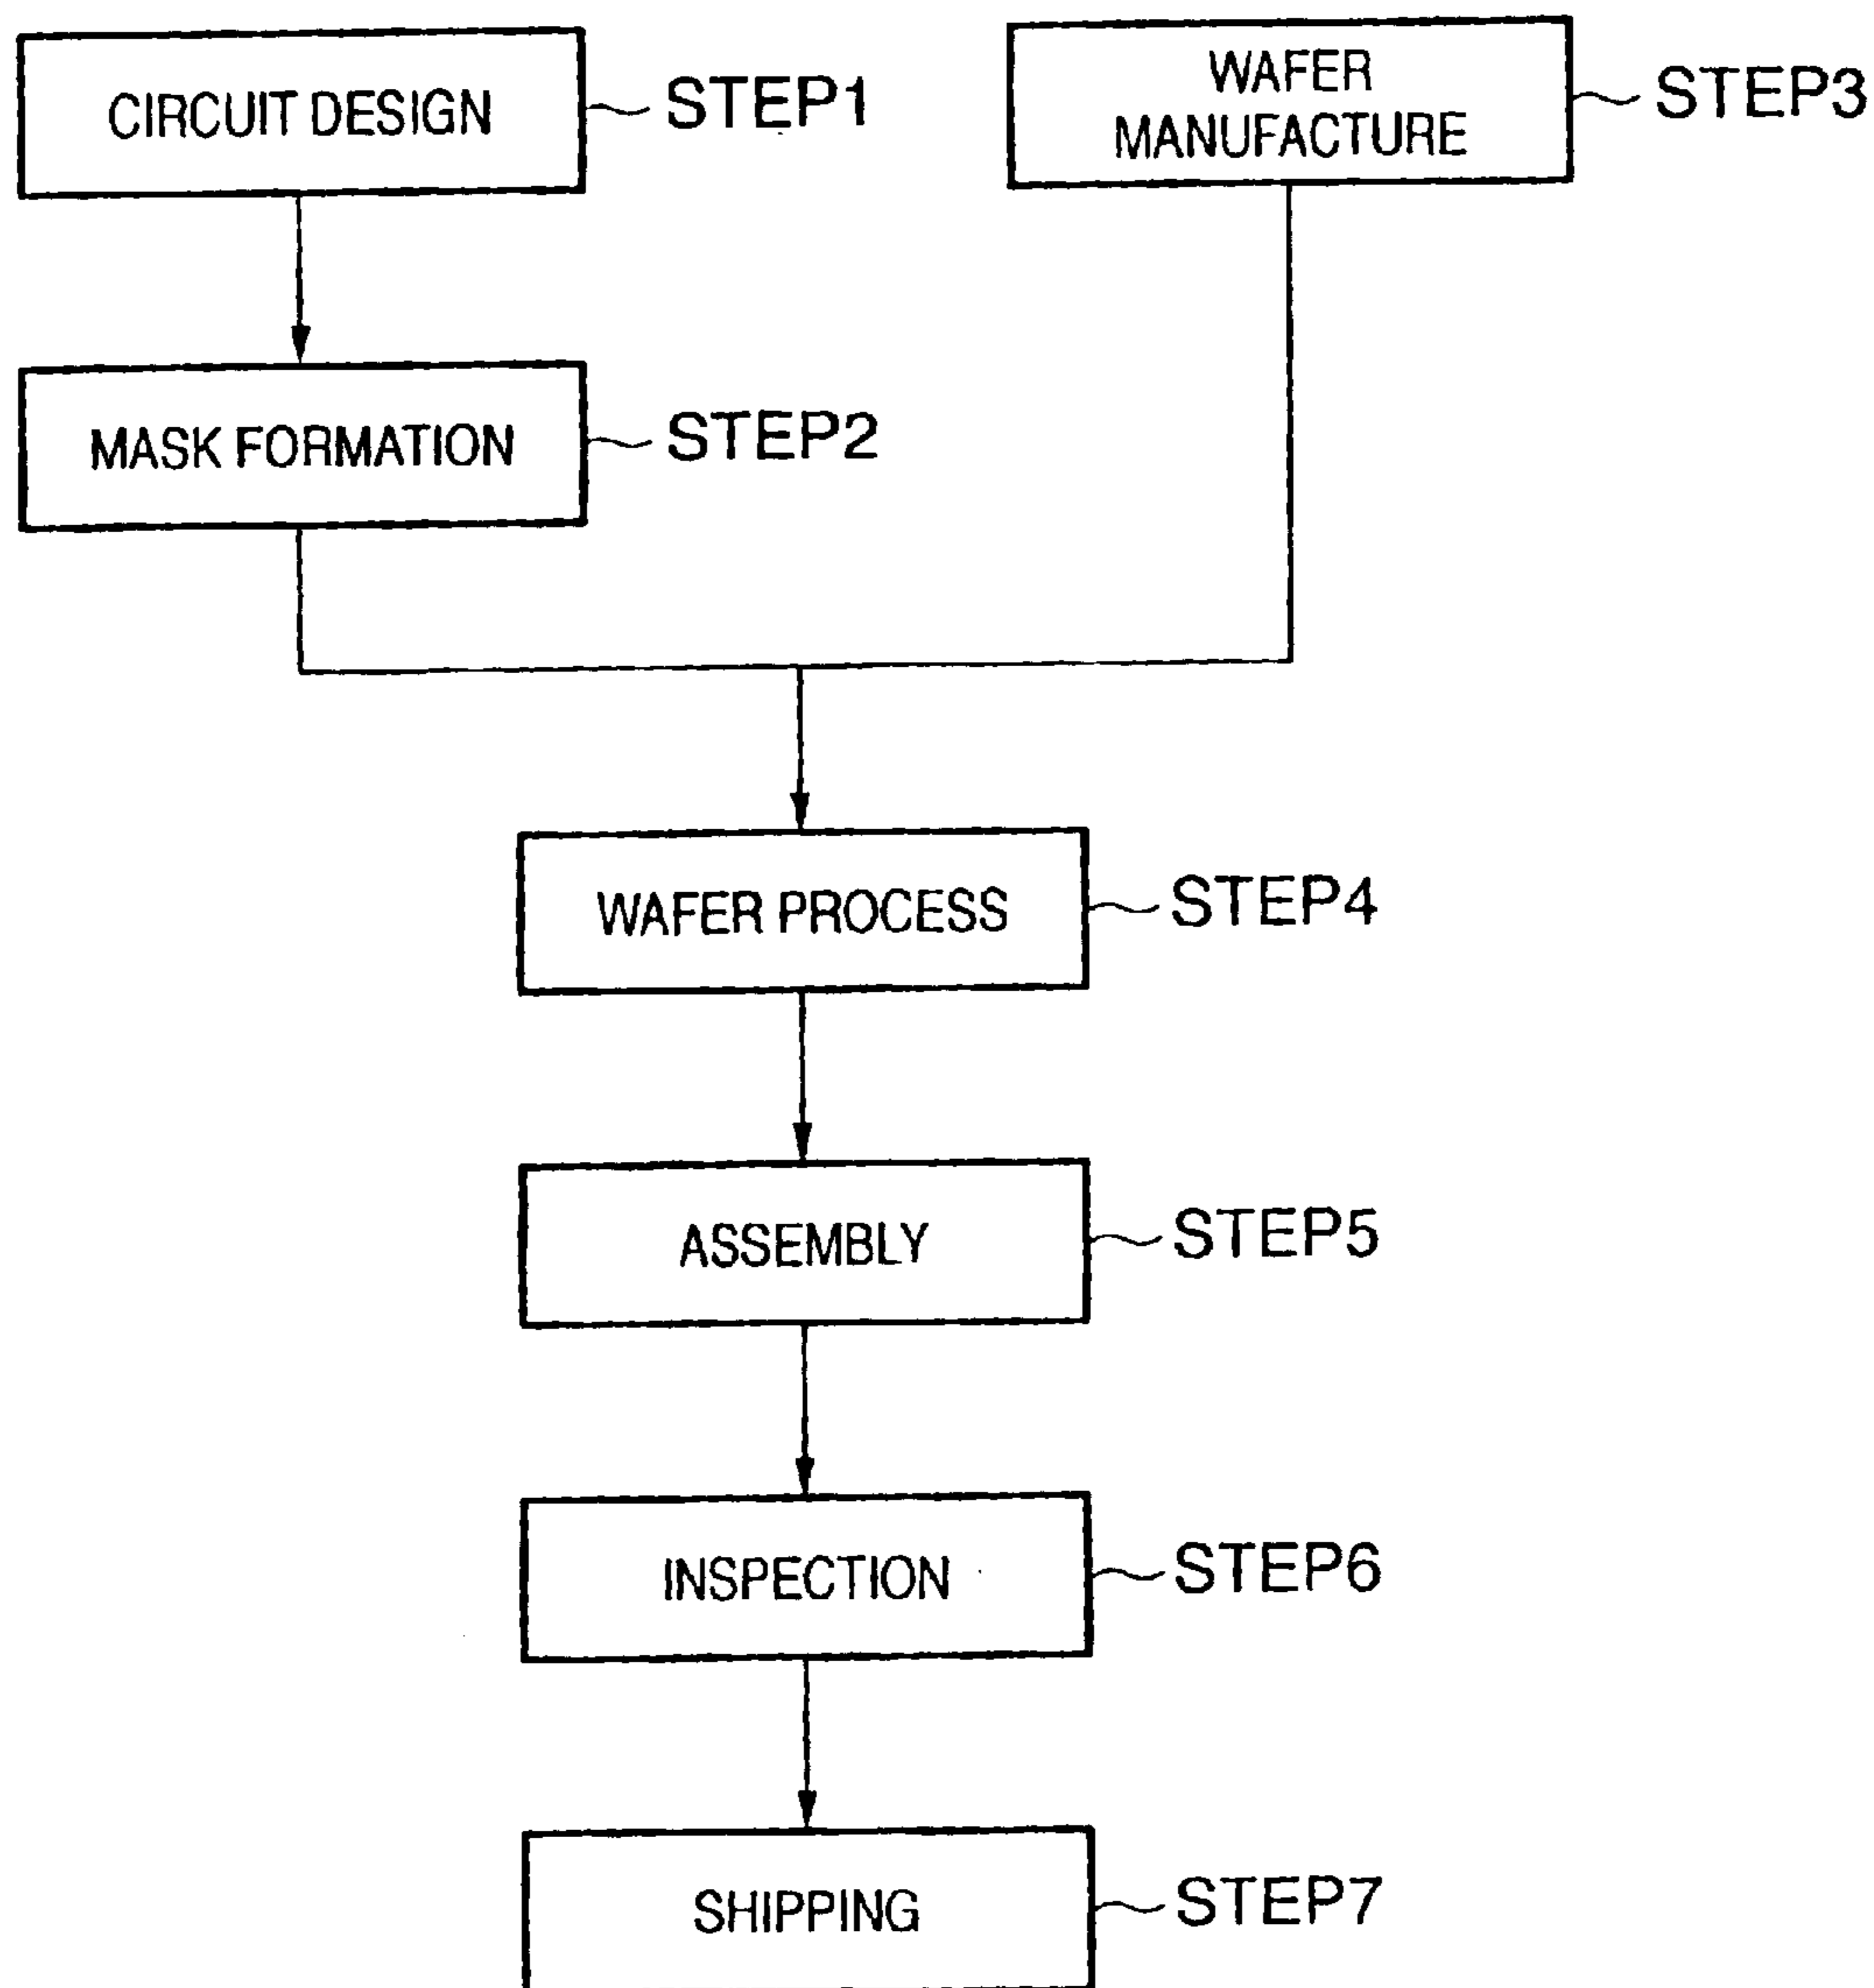 CIRCUIT DESIGN
STEP1
WAFER
MANUFACTURE
STEP3
MASK FORMATION
STEP2
WAFER PROCESS
STEP4
ASSEMBLY
STEP5
INSPECTION
STEP6
SHIPPING
STEP7